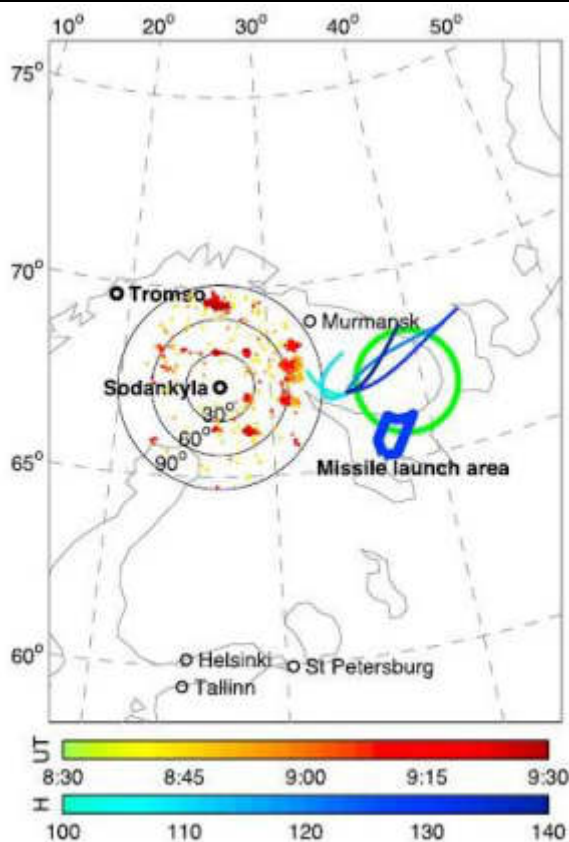 10° 20° 30° 40° 50°
75°
70°
Tromso
Murmansk
Sodankyla
30°
60°
65°
90°
Missile launch area
60°
Helsinki
St Petersburg
Tallinn
UT
8:30 8:45 9:00 9:15 9:30
H
100 110 120 130 140